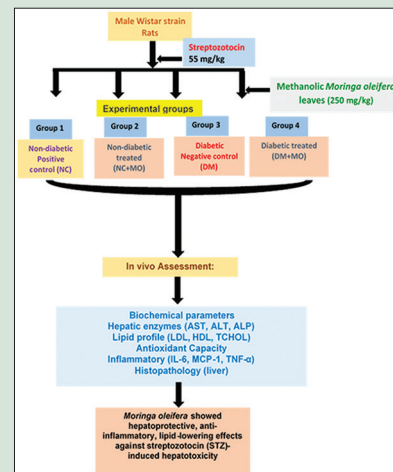 Male Wistar strain
Rats
Streptozotocin
55 mg/kg
Methanolic Moringa oleifera
leaves (250 mg/kg)
Experimental groups
Group 1
Group 2
Group 3
Group 4
Non-diabetic
Positive
control (NC)
Non-diabetic
treated
(NC+MO)
Diabetic
Negative control
(DM)
Diabetic treated
(DM+MO)
In vivo Assessment:
Biochemical parameters
Hepatic enzymes (AST, ALT, ALP)
Lipid profile (LDL, HDL, TCHOL)
Antioxidant Capacity
Inflammatory (IL-6, MCP-1, TNF-α)
Histopathology (liver)
Moringa oleifera showed
hepatoprotective, anti-
inflammatory, lipid-lowering effects
against streptozotocin (STZ)-
induced hepatotoxicity